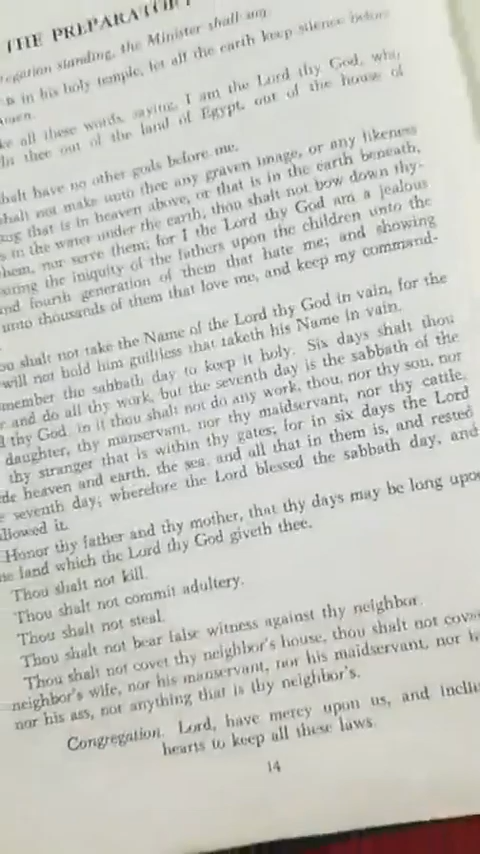 THE PREPARATOR
egation standing, the Minister shall say
is in his holy temple, let all the earth keep silence before
Amen.
ke all these words, saying, I am the Lord thy God, who
thee out of the land of Egypt, out of the house of
halt have no other gods before me.
shalt not make unto thee any graven image, or any likeness
that is in heaven above, or that is in the earth beneath,
s in the water under the earth, thou shalt not bow down thy-
hem, nor serve them; for I the Lord thy God am a jealous
the iniquity of the fathers upon the children unto the
nd fourth generation of them that hate me; and showing
unto thousands of them that love me, and keep my command-
ou shalt not take the Name of the Lord thy God in vain, for the
will not hold him guiltless that taketh his Name in vain.
member the sabbath day to keep it holy. Six days shalt thou
r and do all thy work, but the seventh day is the sabbath of the
d thy God, in it thou shalt not do any work, thou, nor thy son, nor
daughter, thy manservant, nor thy maidservant, nor thy cattle,
thy stranger that is within thy gates; for in six days the Lord
de heaven and earth, the sea, and all that in them is, and rested
e seventh day; wherefore the Lord blessed the sabbath day, and
llowed it.
Honor thy father and thy mother, that thy days may be long upon
he land which the Lord thy God giveth thee.
Thou shalt not kill.
Thou shalt not commit adultery.
Thou shalt not steal.
Thou shalt not bear false witness against thy neighbor.
Thou shalt not covet thy neighbor's house, thou shalt not cove
neighbor's wife, nor his manservant, nor his maidservant, nor h
nor his ass, nor anything that is thy neighbor's.
Congregation. Lord, have mercy upon us, and incli
hearts to keep all these laws.
14